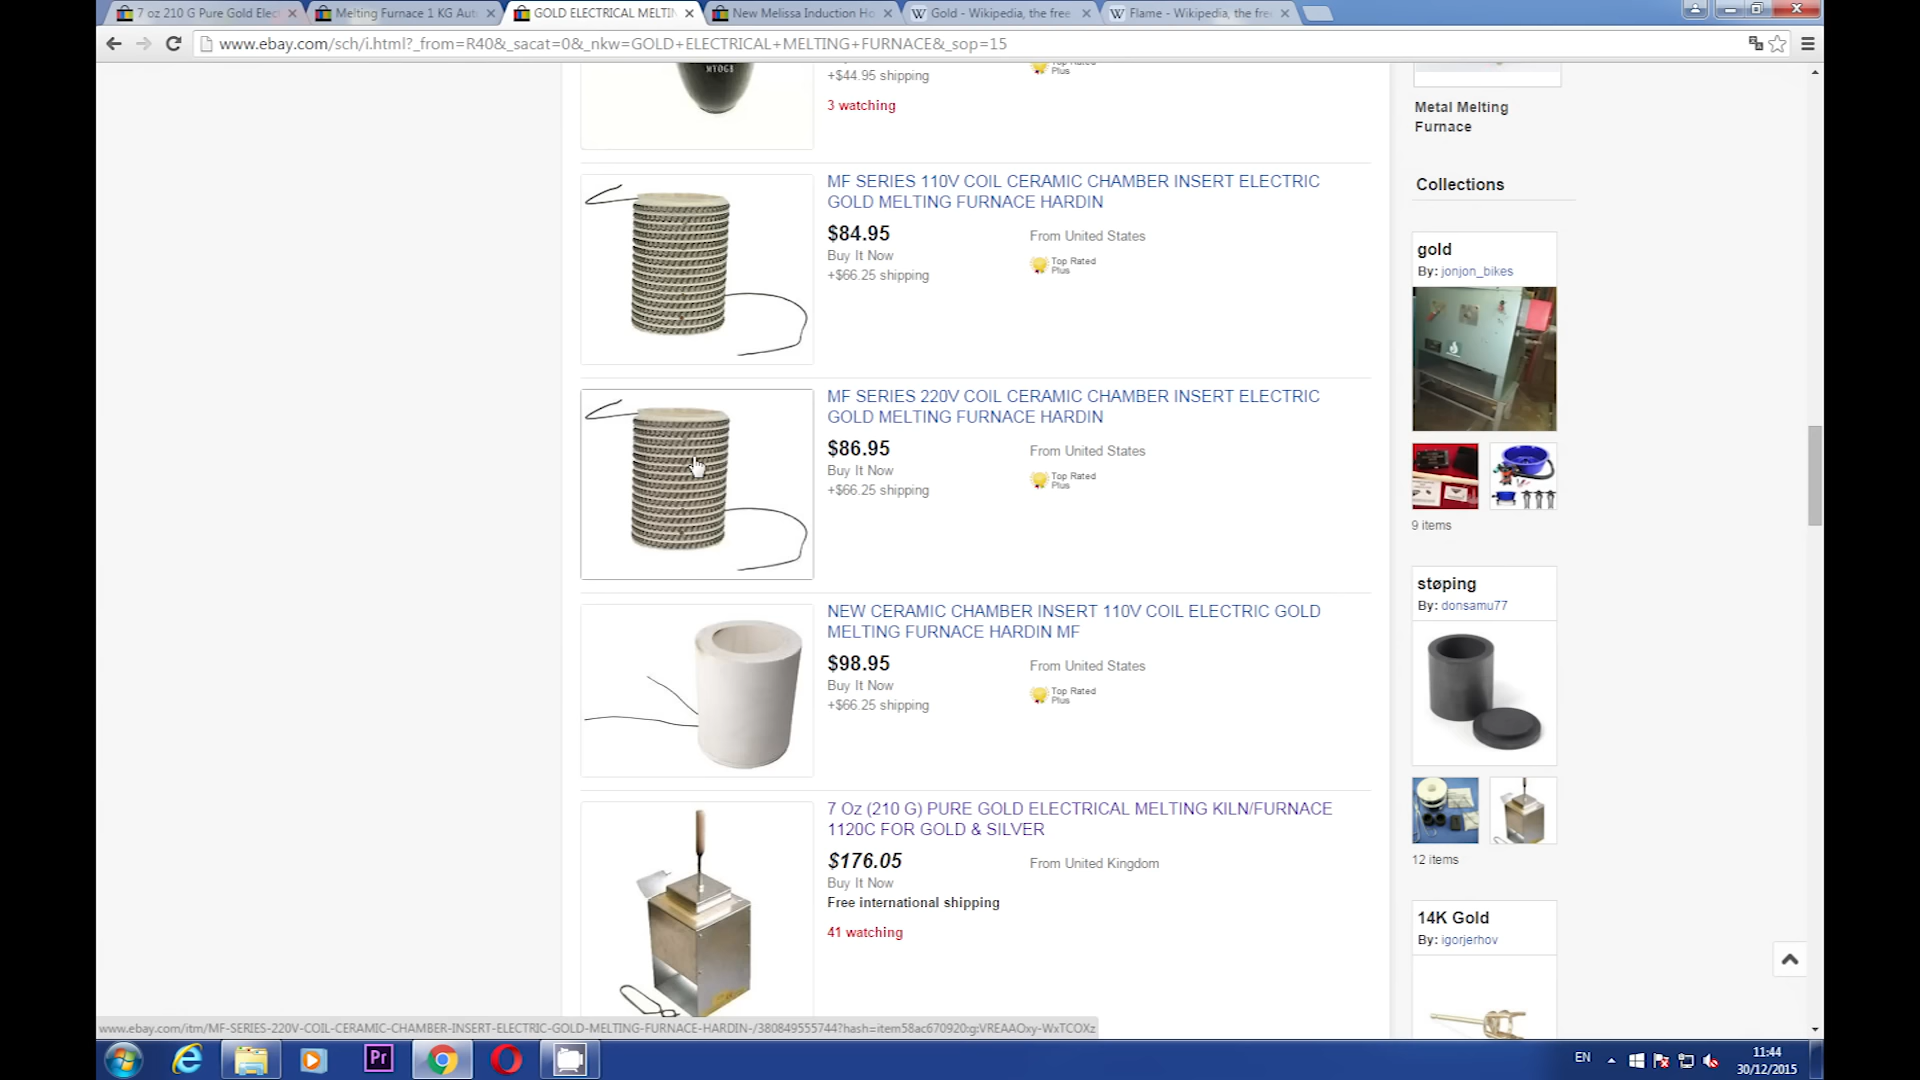 7 oz 210 G Pure Gold Elec
Melting Furnace 1 KG Aut
GOLD ELECTRICAL MELTIN
New Melissa Induction Ho
Gold - Wikipedia, the free
Flame - Wikipedia, the fre
www.ebay.com/sch/i.html?_from=R40&_sacat=0&_nkw=GOLD+ELECTRICAL+MELTING+FURNACE&_sop=15
+$44.95 shipping
Top Rated
Plus
3 watching
MF SERIES 110V COIL CERAMIC CHAMBER INSERT ELECTRIC
GOLD MELTING FURNACE HARDIN
$84.95
From United States
Buy It Now
Top Rated
Plus
+$66.25 shipping
MF SERIES 220V COIL CERAMIC CHAMBER INSERT ELECTRIC
GOLD MELTING FURNACE HARDIN
$86.95
From United States
Buy It Now
Top Rated
Plus
+$66.25 shipping
NEW CERAMIC CHAMBER INSERT 110V COIL ELECTRIC GOLD
MELTING FURNACE HARDIN MF
$98.95
From United States
Buy It Now
Top Rated
Plus
+$66.25 shipping
7 Oz (210 G) PURE GOLD ELECTRICAL MELTING KILN/FURNACE
1120C FOR GOLD & SILVER
$176.05
From United Kingdom
Buy It Now
Free international shipping
41 watching
Metal Melting
Furnace
Collections
gold
By: jonjon_bikes
9 items
støping
By: donsamu77
12 items
14K Gold
By: igorjerhov
www.ebay.com/itm/MF-SERIES-220V-COIL-CERAMIC-CHAMBER-INSERT-ELECTRIC-GOLD-MELTING-FURNACE-HARDIN-/380849555744?hash=item58ac670920:g:VREAAOxy-WxTCOXz
Pr
EN
11:44
30/12/2015